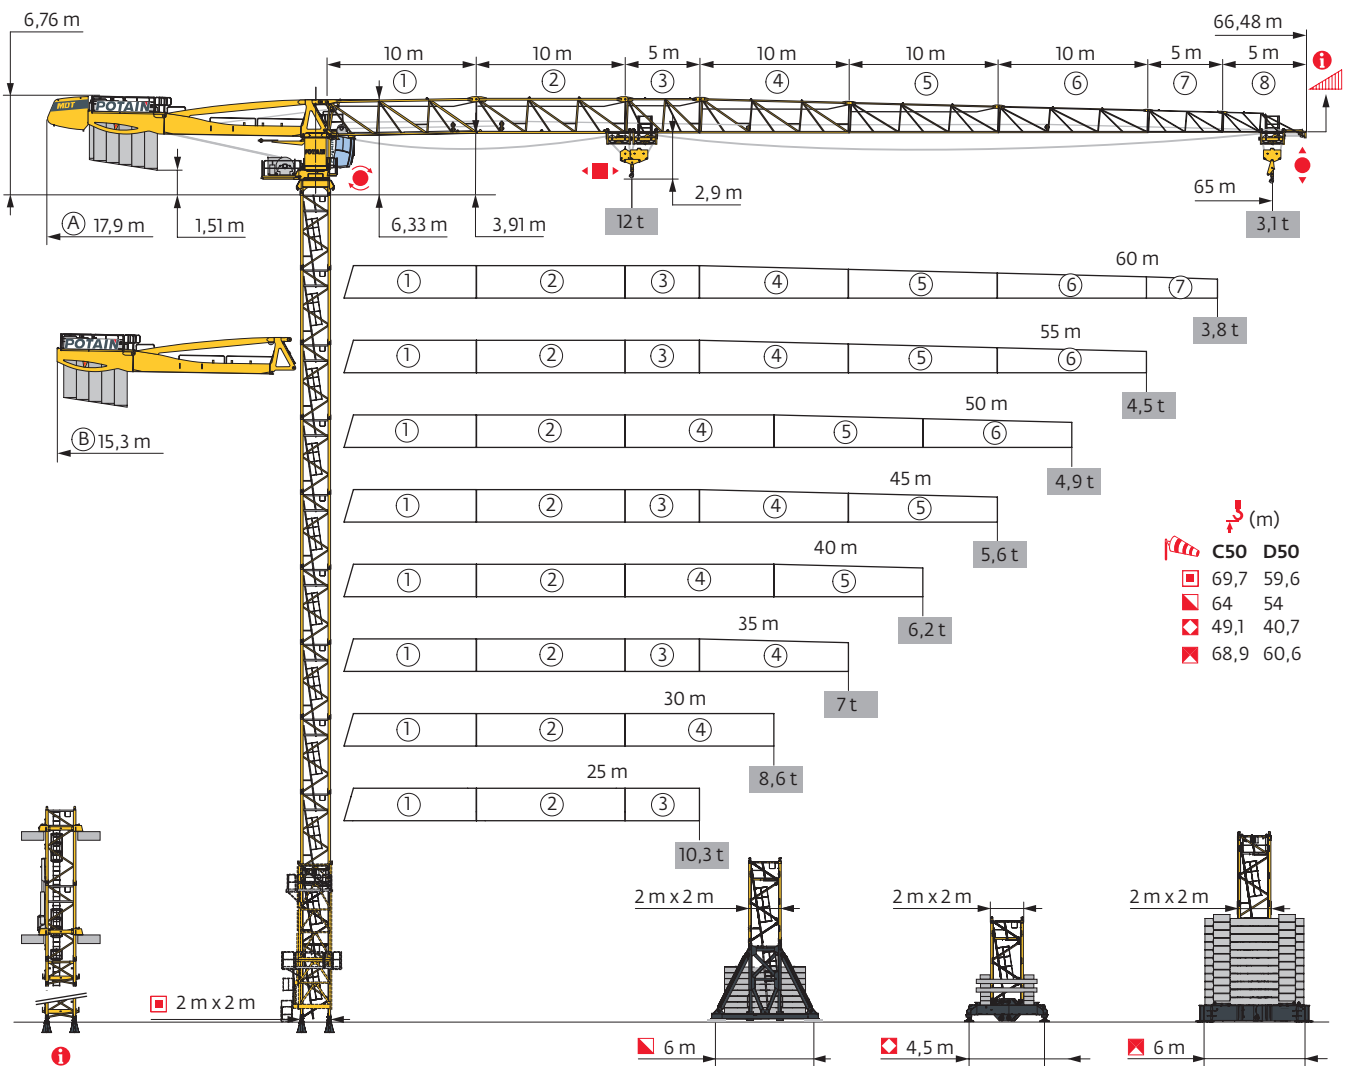 6,76 m
66,48 m
10 m 10 m 5 m 10 m 10 m 10 m 5 m 5 m
1 2 3 4 5 6 7 8
i
MDT POTAIN
POTAIN
2,9 m
65 m
A 17,9 m 1,51 m 6,33 m 3,91 m 12 t 3,1 t
60 m
1 2 3 4 5 6 7
3,8 t
55 m
POTAIN
1 2 3 4 5 6
4,5 t
50 m
B 15,3 m
1 2 4 5 6
4,9 t
45 m
1 2 3 4 5
5,6 t
(m)
C50 D50
69,7 59,6
64 54
49,1 40,7
68,9 60,6
40 m
1 2 4 5
6,2 t
35 m
1 2 3 4
7 t
30 m
1 2 4
8,6 t
25 m
1 2 3
10,3 t
2 m x 2 m 2 m x 2 m 2 m x 2 m
2 m x 2 m
i
6 m 4,5 m 6 m